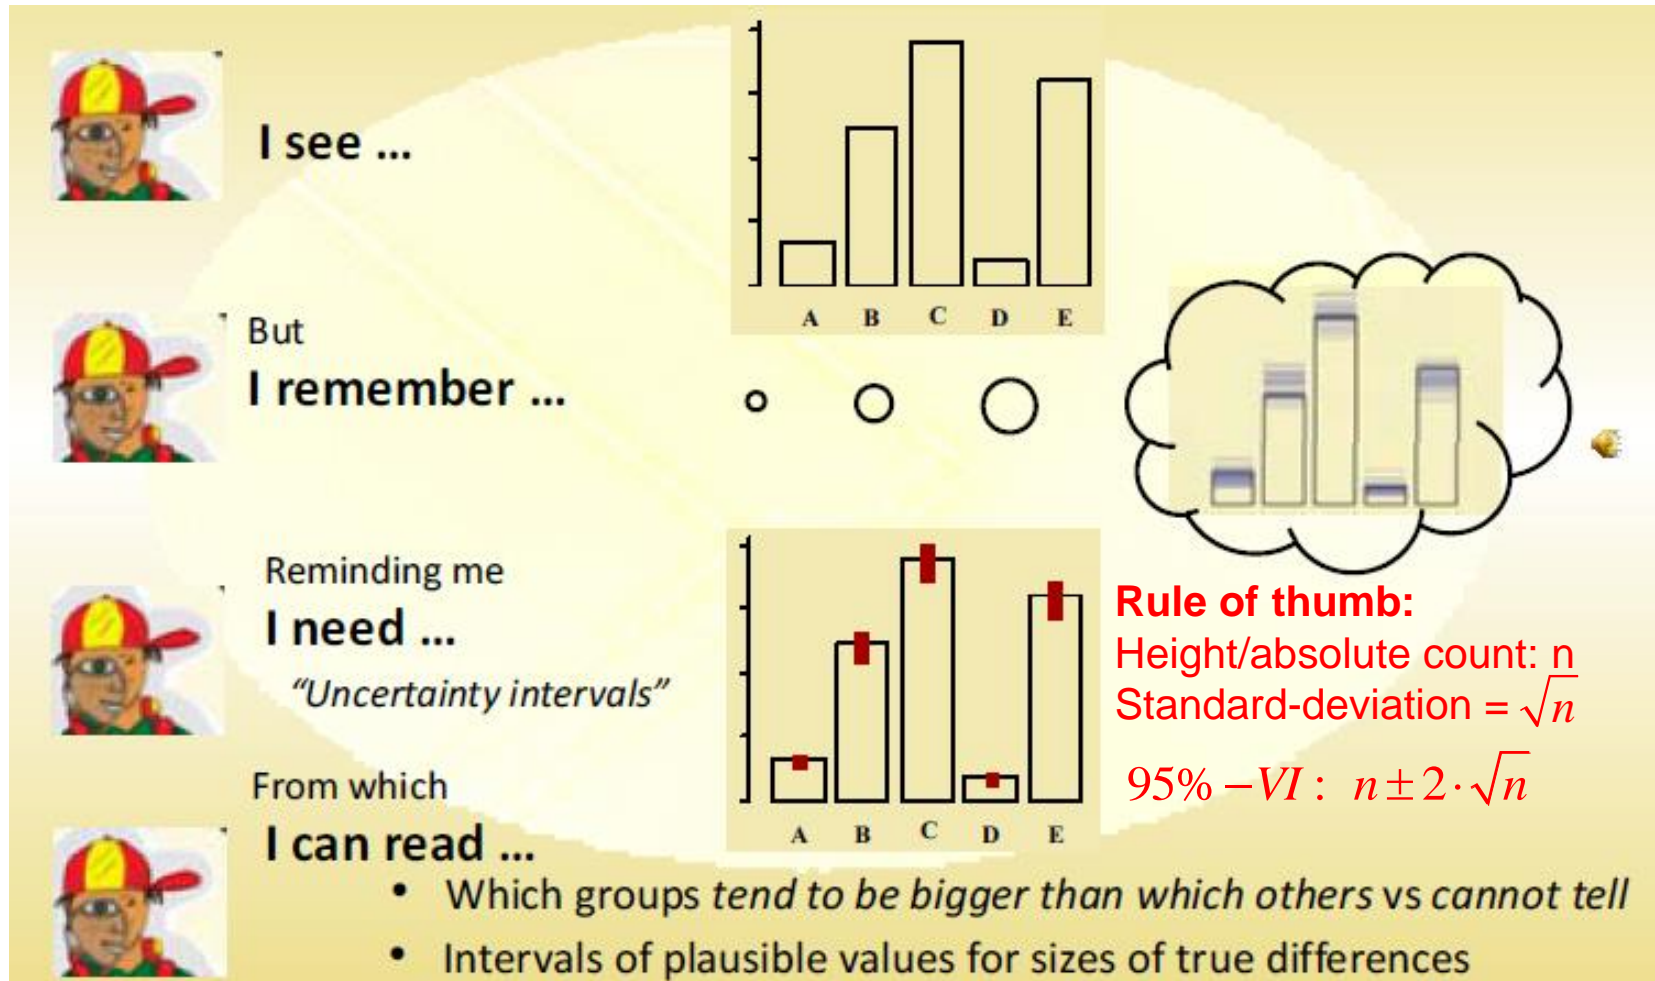 I see ...
A B C D E
But
I remember ...
Reminding me
I need ...
“Uncertainty intervals”
A B C D E
Rule of thumb:
Height/absolute count: n
Standard-deviation = √n
95% – VI : n ± 2 · √n
From which
I can read ...
• Which groups tend to be bigger than which others vs cannot tell
• Intervals of plausible values for sizes of true differences